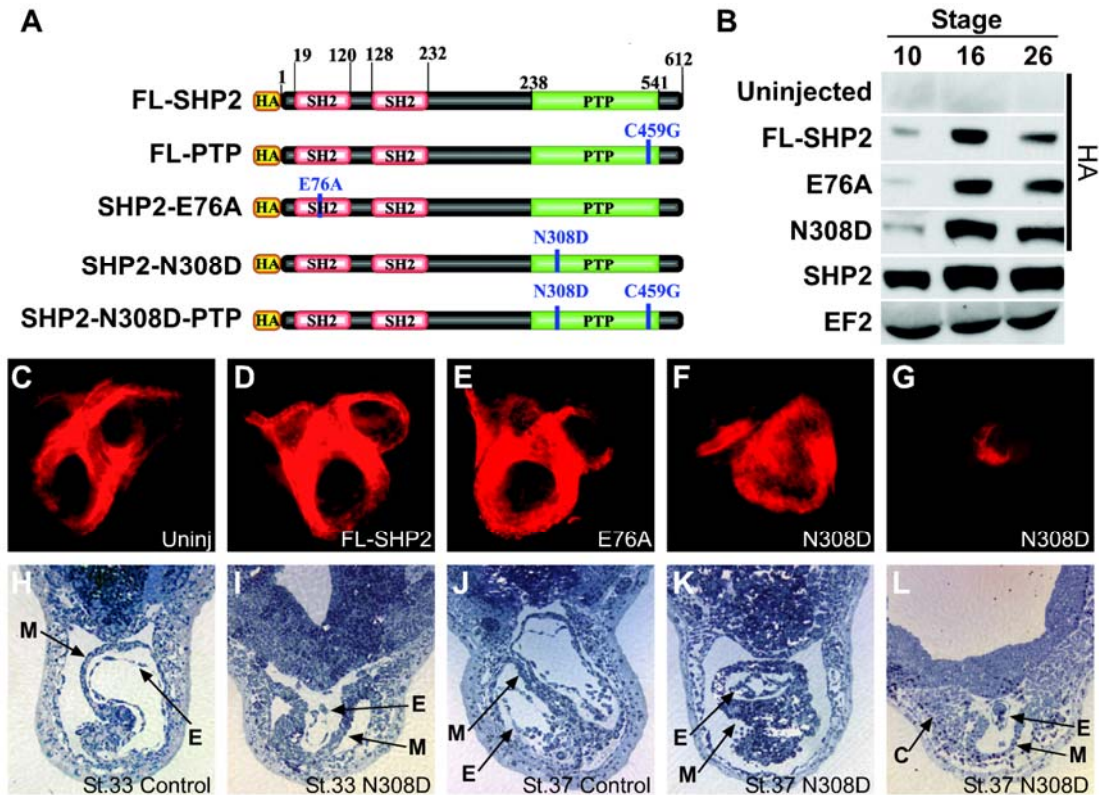 A
19 120 128 232 612
1 238 541
FL-SHP2 HA SH2 SH2 PTP
C459G
FL-PTP HA SH2 SH2 PTP
E76A
SHP2-E76A HA SH2 SH2 PTP
N308D
SHP2-N308D HA SH2 SH2 PTP
N308D C459G
SHP2-N308D-PTP HA SH2 SH2 PTP
B
Stage
10 16 26
Uninjected
FL-SHP2
E76A
N308D
HA
SHP2
EF2
C Uninj
D FL-SHP2
E E76A
F N308D
G N308D
H M E St.33 Control
I E M St.33 N308D
J M E St.37 Control
K E M St.37 N308D
L C E M St.37 N308D